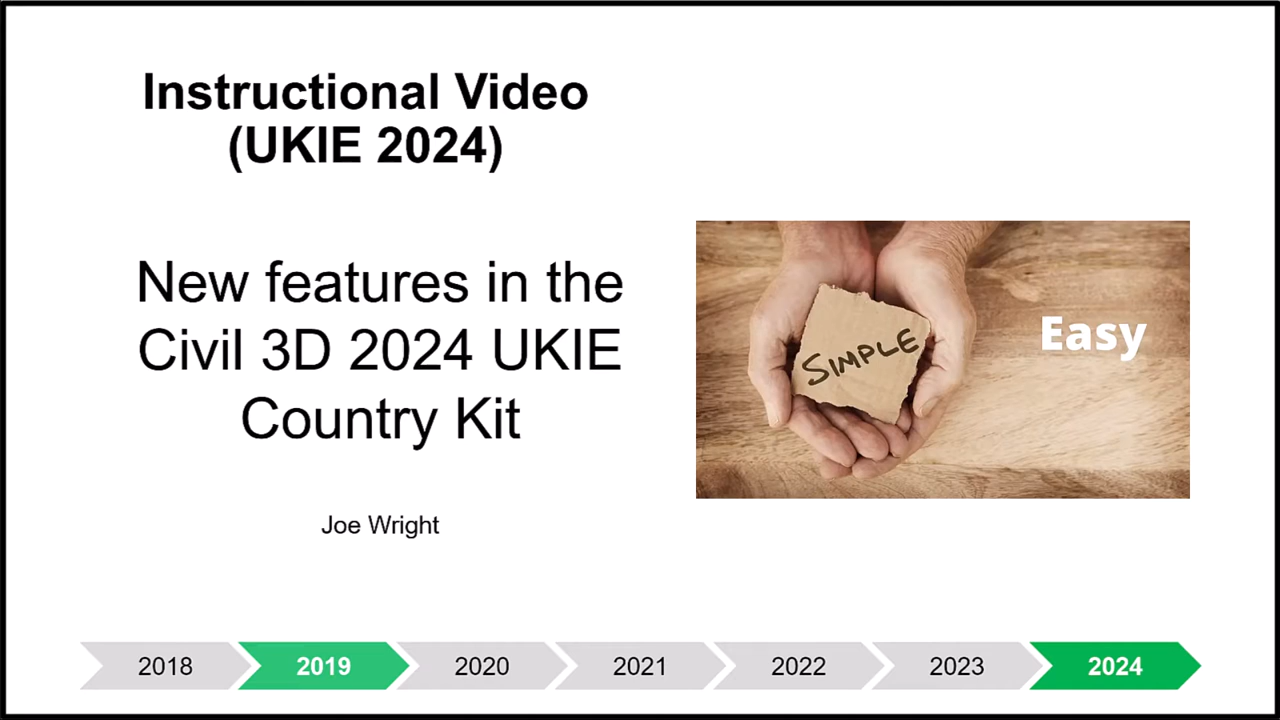 Instructional Video
(UKIE 2024)
New features in the
Civil 3D 2024 UKIE
Country Kit
Joe Wright
SIMPLE
Easy
2018
2019
2020
2021
2022
2023
2024